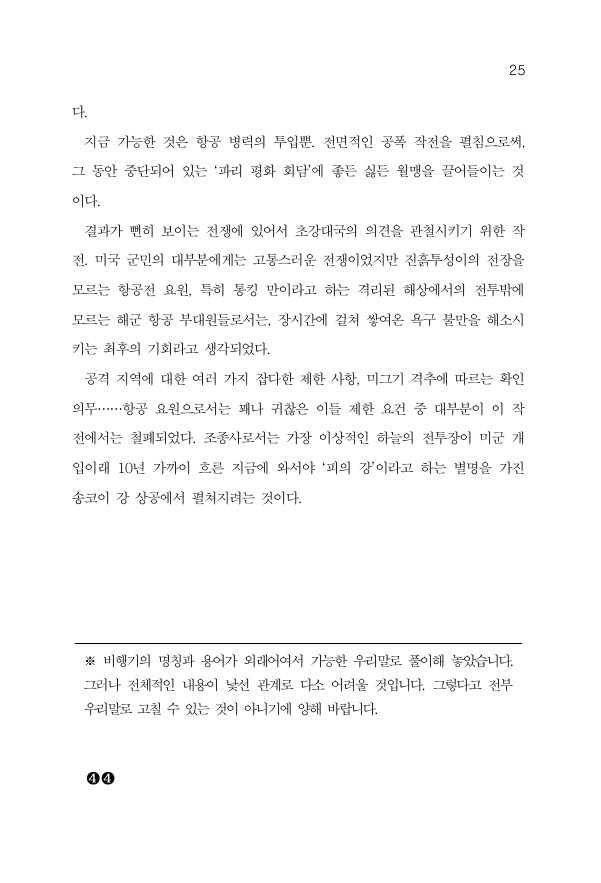 25
다.
지금 가능한 것은 항공 병력의 투입뿐. 전면적인 공폭 작전을 펼침으로써,
그 동안 중단되어 있는 ‘파리 평화 회담’에 좋든 싫든 월맹을 끌어들이는 것
이다.
결과가 뻔히 보이는 전쟁에 있어서 초강대국의 의견을 관철시키기 위한 작
전. 미국 군민의 대부분에게는 고통스러운 전쟁이었지만 진흙투성이의 전장을
모르는 항공전 요원, 특히 통킹 만이라고 하는 격리된 해상에서의 전투밖에
모르는 해군 항공 부대원들로서는, 장시간에 걸쳐 쌓여온 욕구 불만을 해소시
키는 최후의 기회라고 생각되었다.
공격 지역에 대한 여러 가지 잡다한 제한 사항, 미그기 격추에 따르는 확인
의무……항공 요원으로서는 꽤나 귀찮은 이들 제한 요건 중 대부분이 이 작
전에서는 철폐되었다. 조종사로서는 가장 이상적인 하늘의 전투장이 미군 개
입이래 10년 가까이 흐른 지금에 와서야 ‘피의 강’이라고 하는 별명을 가진
송코이 강 상공에서 펼쳐지려는 것이다.
※ 비행기의 명칭과 용어가 외래어여서 가능한 우리말로 풀이해 놓았습니다.
그러나 전체적인 내용이 낯선 관계로 다소 어려울 것입니다. 그렇다고 전부
우리말로 고칠 수 있는 것이 아니기에 양해 바랍니다.
❹❹